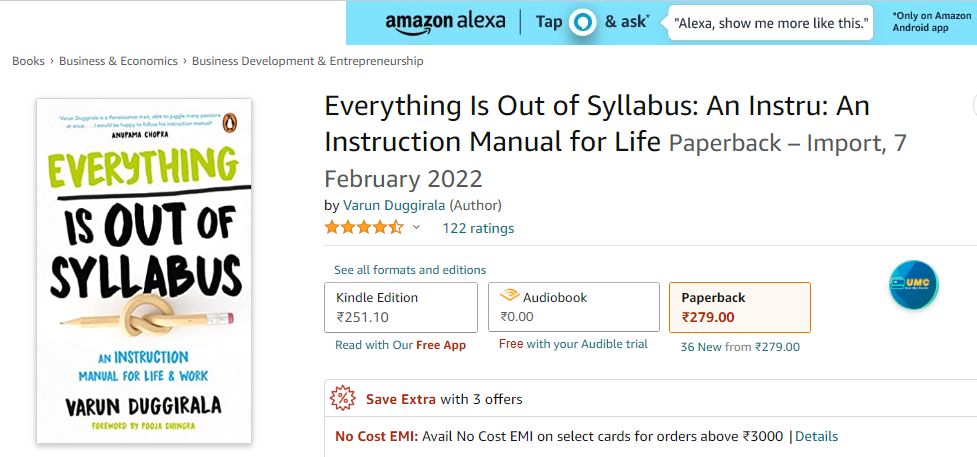 amazon alexa | Tap & ask* "Alexa, show me more like this." *Only on Amazon
Android app
Books › Business & Economics › Business Development & Entrepreneurship
'Varun Duggirala is a Renaissance man, able to juggle many passions
at once. . . I would be happy to follow his instruction manual!'
ANUPAMA CHOPRA
EVERYTHING
IS OUT OF
SYLLABUS
AN INSTRUCTION
MANUAL FOR LIFE & WORK
VARUN DUGGIRALA
FOREWORD BY POOJA DHINGRA
Everything Is Out of Syllabus: An Instru: An
Instruction Manual for Life Paperback – Import, 7
February 2022
by Varun Duggirala (Author)
122 ratings
See all formats and editions
Kindle Edition
₹251.10
Read with Our Free App
Audiobook
₹0.00
Free with your Audible trial
Paperback
₹279.00
36 New from ₹279.00
UMC
Save Extra with 3 offers
No Cost EMI: Avail No Cost EMI on select cards for orders above ₹3000 | Details